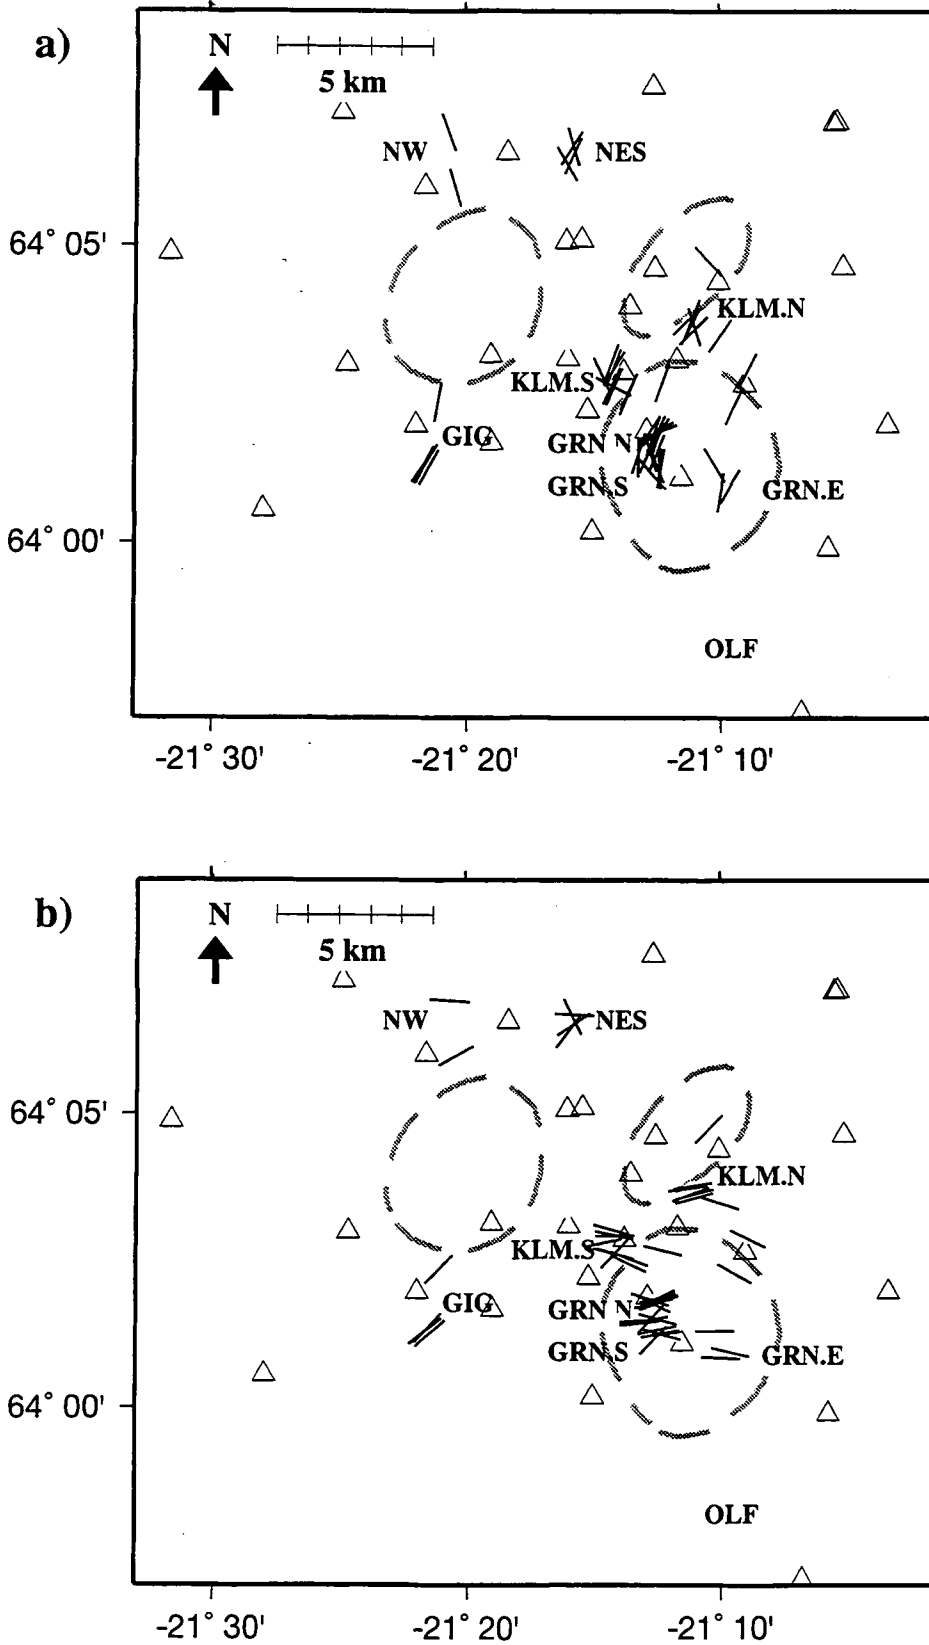 a)
N
5 km
NW
NES
64° 05'
KLM.N
KLM.S
GIG
GRN N
GRN.S
GRN.E
64° 00'
OLF
-21° 30'
-21° 20'
-21° 10'
b)
N
5 km
NW
NES
64° 05'
KLM.N
KLM.S
GIG
GRN N
GRN.S
GRN.E
64° 00'
OLF
-21° 30'
-21° 20'
-21° 10'